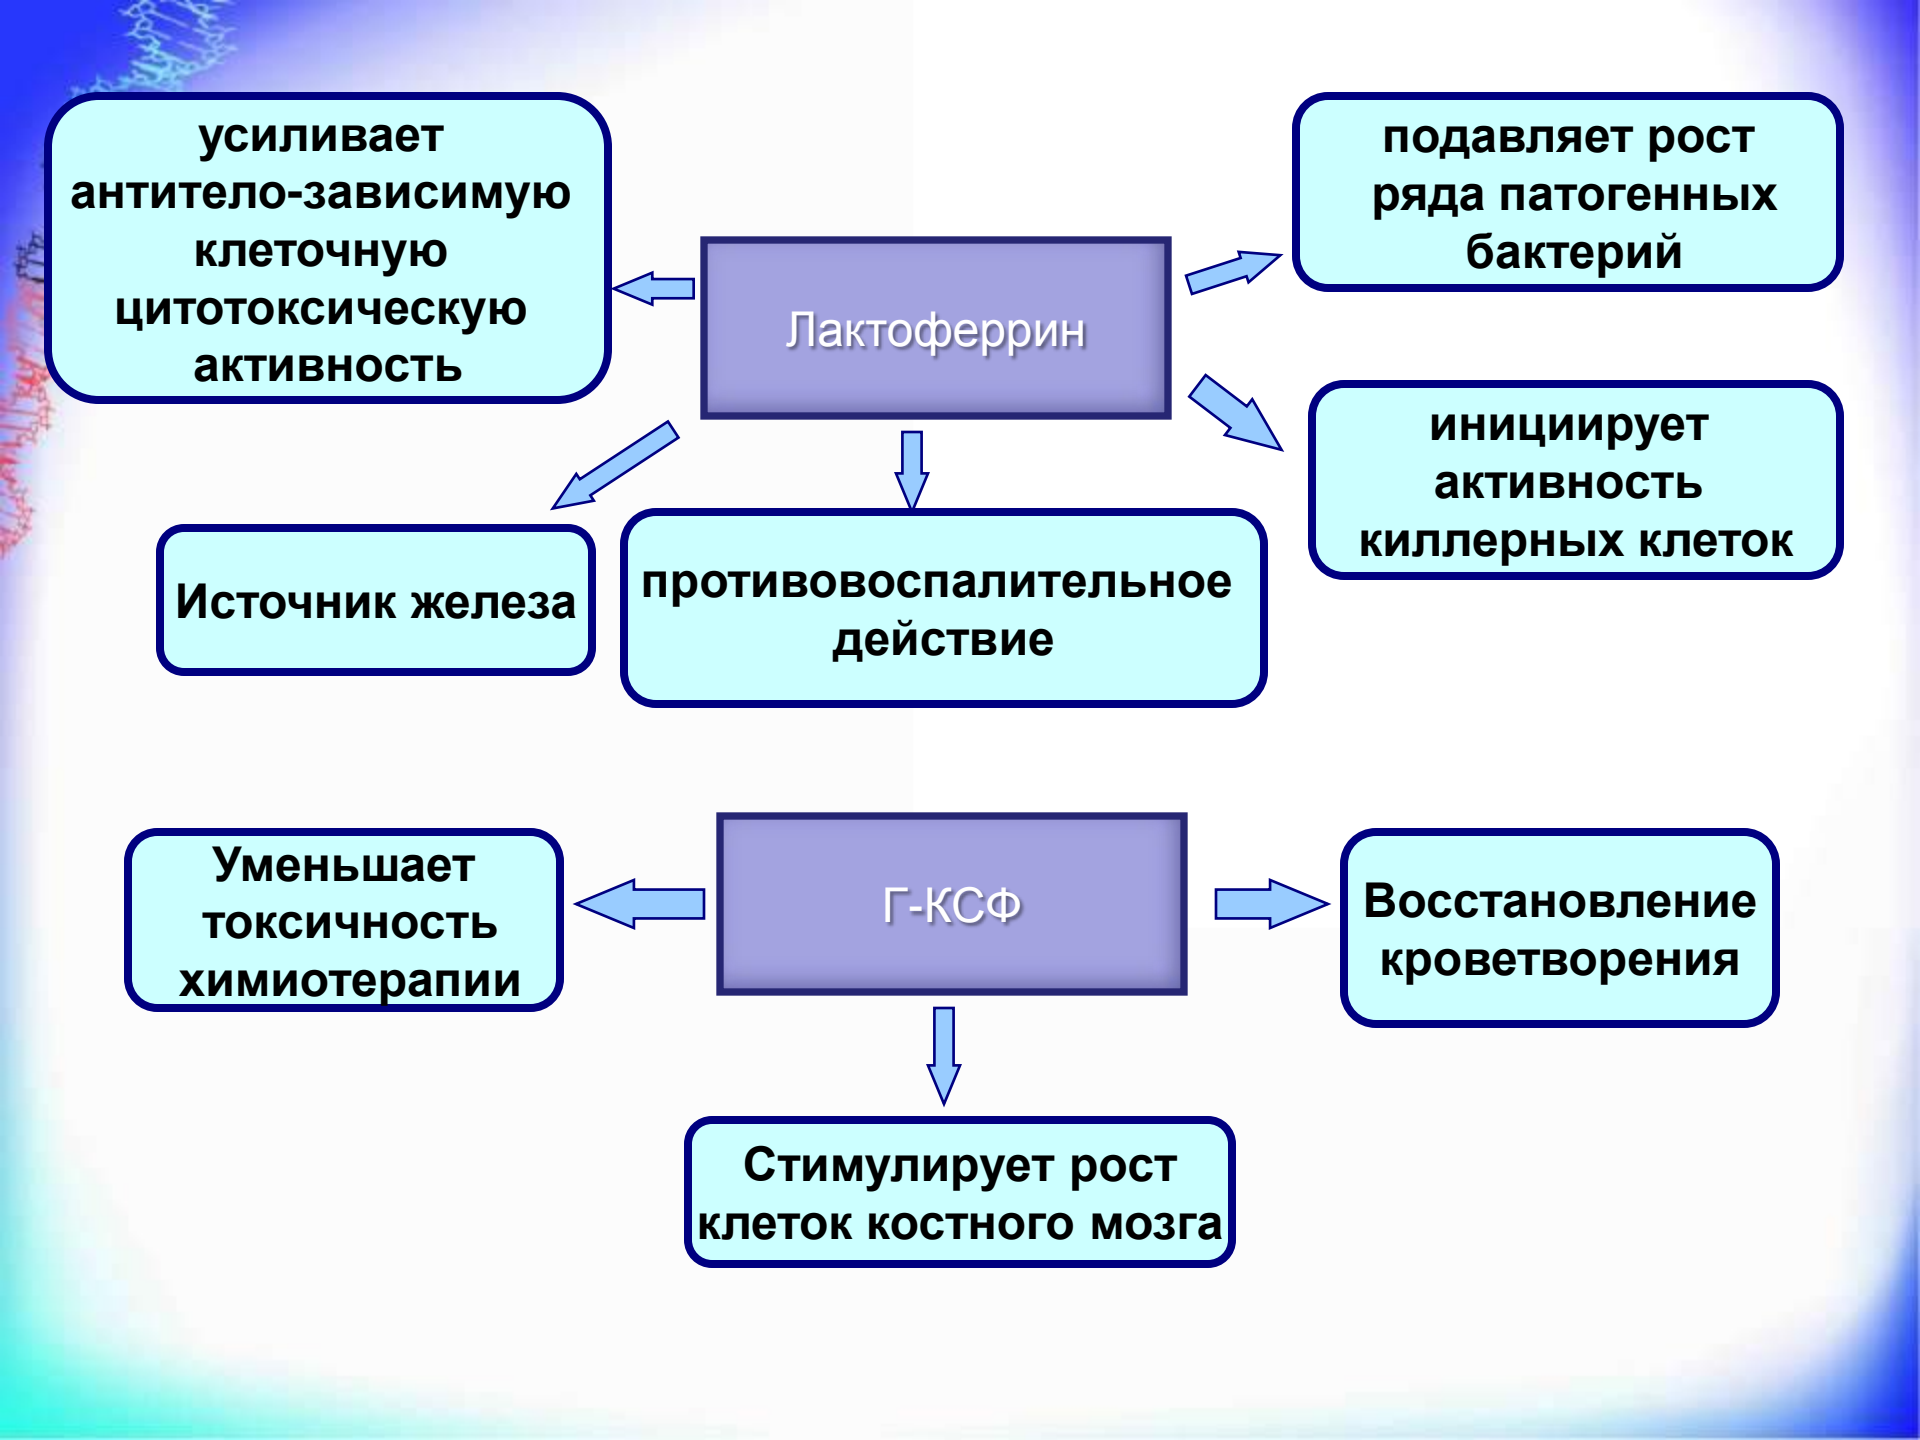 усиливает
антитело-зависимую
клеточную
цитотоксическую
активность
подавляет рост
ряда патогенных
бактерий
Лактоферрин
инициирует
активность
киллерных клеток
Источник железа
противовоспалительное
действие
Уменьшает
токсичность
химиотерапии
Г-КСФ
Восстановление
кроветворения
Стимулирует рост
клеток костного мозга